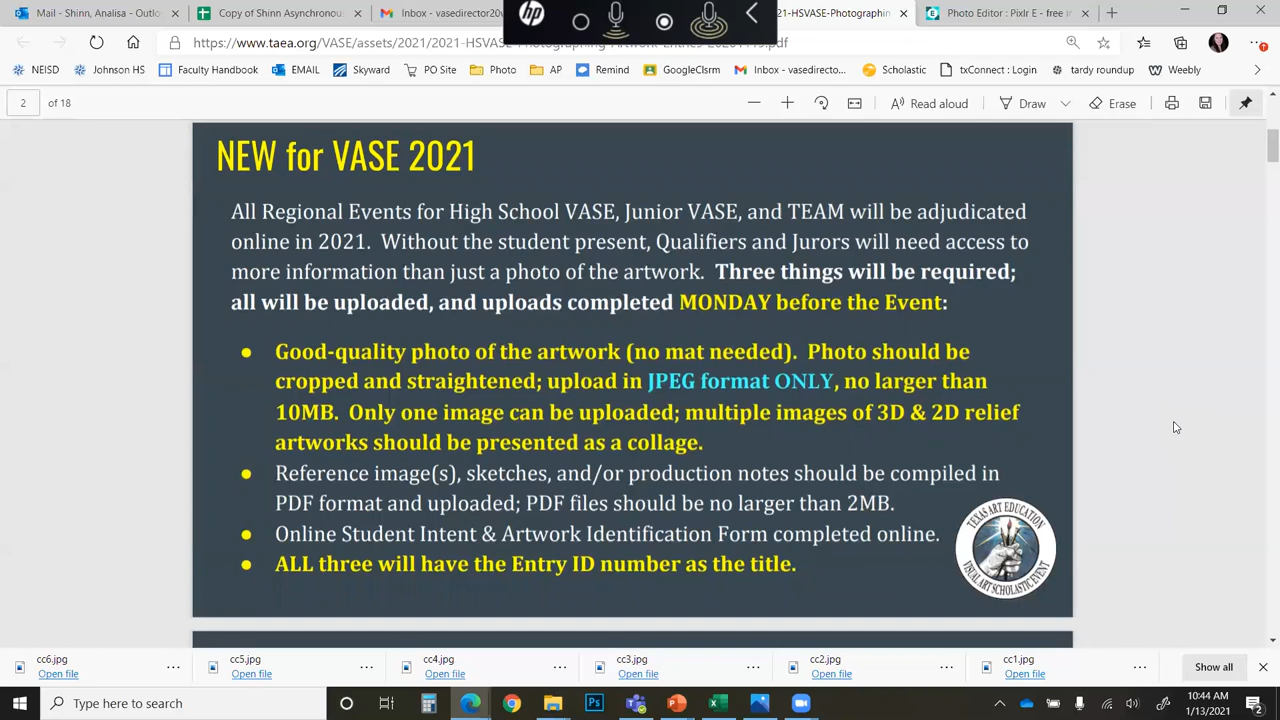 Mail - Shinn, Analisa - Outloo
Copy of Shinn Asynchronous
Inbox - vasedirector20
21-HSVASE-Photographin
Photo Editor : Pixlr E - free in
https://www.taea.org/VASE/assets/2021/2021-HSVASE-Photographing
NEISD
Johnson HS
Faculty Handbook
EMAIL
Skyward
PO Site
Photo
AP
Remind
GoogleClsrm
Inbox - vasedirector...
Scholastic
txConnect : Login
tardy roundup
Weebly
2 of 18
Read aloud
Draw
Erase
NEW for VASE 2021
All Regional Events for High School VASE, Junior VASE, and TEAM will be adjudicated
online in 2021. Without the student present, Qualifiers and Jurors will need access to
more information than just a photo of the artwork. Three things will be required;
all will be uploaded, and uploads completed MONDAY before the Event:
● Good-quality photo of the artwork (no mat needed). Photo should be
cropped and straightened; upload in JPEG format ONLY, no larger than
10MB. Only one image can be uploaded; multiple images of 3D & 2D relief
artworks should be presented as a collage.
● Reference image(s), sketches, and/or production notes should be compiled in
PDF format and uploaded; PDF files should be no larger than 2MB.
● Online Student Intent & Artwork Identification Form completed online.
● ALL three will have the Entry ID number as the title.
TEXAS ART EDUCATION
VISUAL ART SCHOLASTIC EVENT
cc6.jpg
Open file
cc5.jpg
Open file
cc4.jpg
Open file
cc3.jpg
Open file
cc2.jpg
Open file
cc1.jpg
Open file
Show all
Type here to search
10:44 AM
1/13/2021